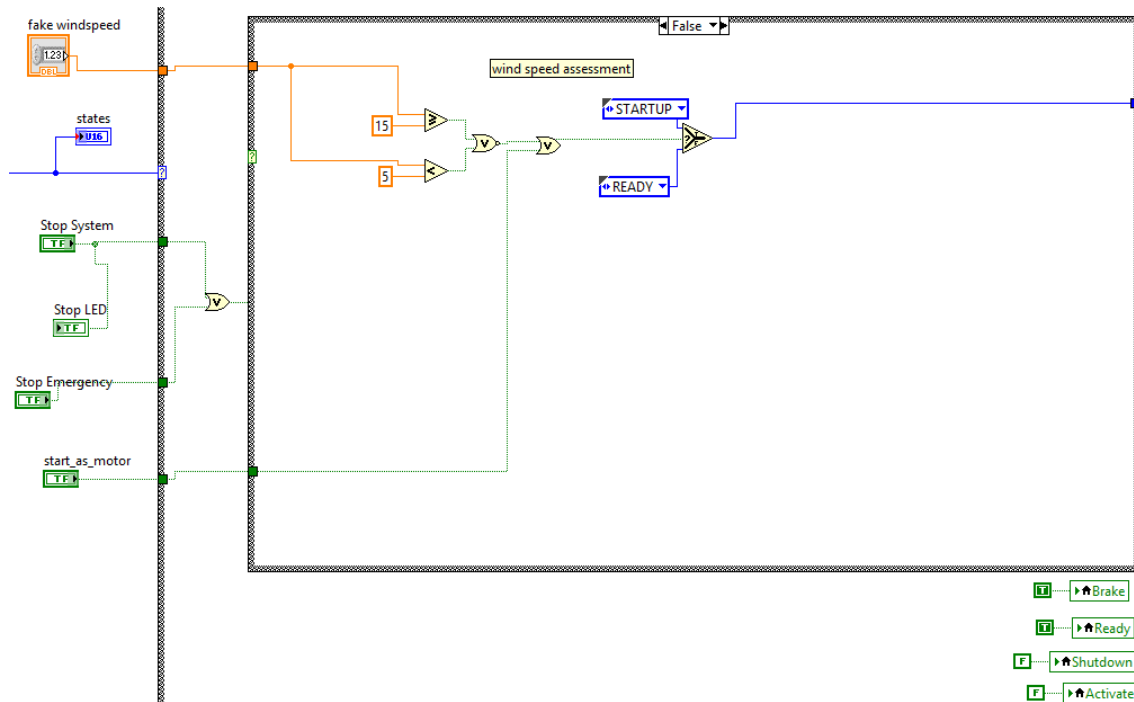 fake windspeed
1.23
DBL
False
wind speed assessment
states
U16
STARTUP
15
V
V
?
T
F
5
?
?
READY
Stop System
TF
V
Stop LED
TF
Stop Emergency
TF
start_as_motor
TF
T
Brake
T
Ready
F
Shutdown
F
Activate